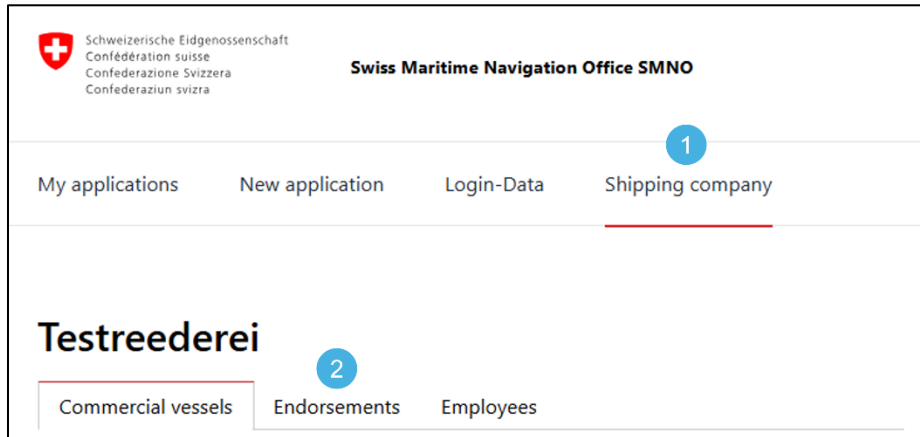 Schweizerische Eidgenossenschaft
Confédération suisse
Confederazione Svizzera
Confederaziun svizra
Swiss Maritime Navigation Office SMNO
1
My applications New application Login-Data Shipping company
Testreederei
2
Commercial vessels Endorsements Employees